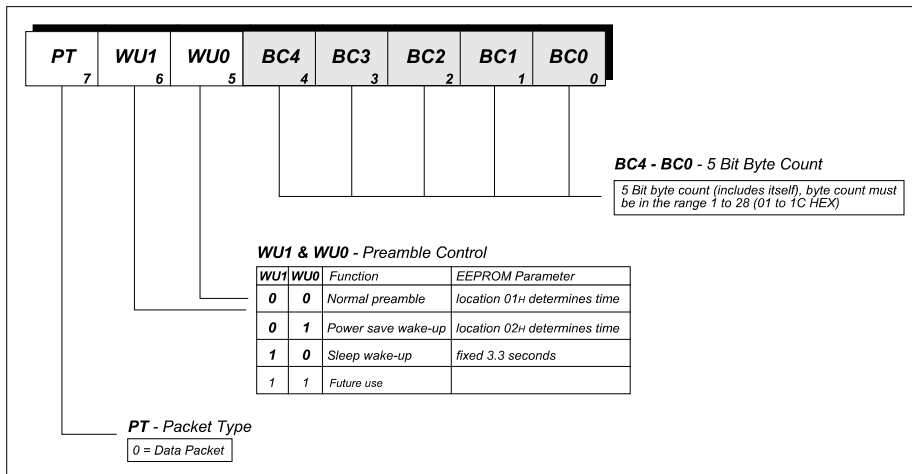 PT WU1 WU0 BC4 BC3 BC2 BC1 BC0
7 6 5 4 3 2 1 0
BC4 - BC0 - 5 Bit Byte Count
5 Bit byte count (includes itself), byte count must
be in the range 1 to 28 (01 to 1C HEX)
WU1 & WU0 - Preamble Control
WU1 WU0 Function EEPROM Parameter
0 0 Normal preamble location 01H determines time
0 1 Power save wake-up location 02H determines time
1 0 Sleep wake-up fixed 3.3 seconds
1 1 Future use
PT - Packet Type
0 = Data Packet